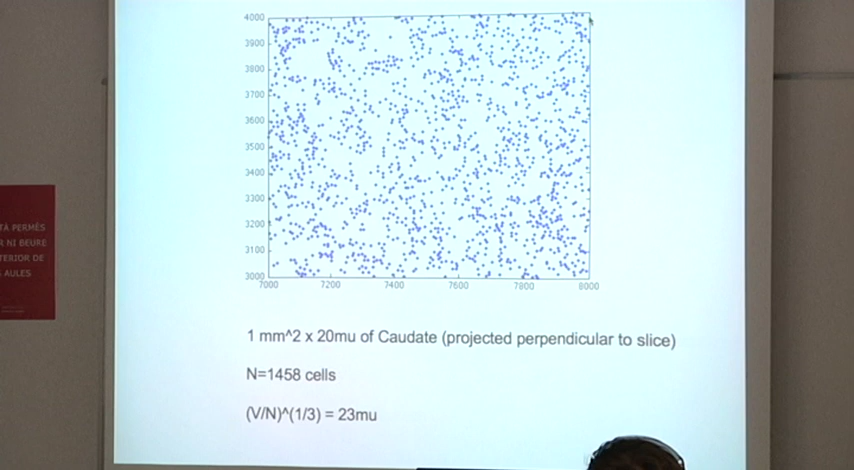 4000
3900
3800
3700
3600
3500
3400
3300
3200
3100
3000
7000 7200 7400 7600 7800 8000
1 mm^2 x 20mu of Caudate (projected perpendicular to slice)
N=1458 cells
(V/N)^(1/3) = 23mu
TÀ PERMÈS
R NI BEURE
TERIOR DE
AULES